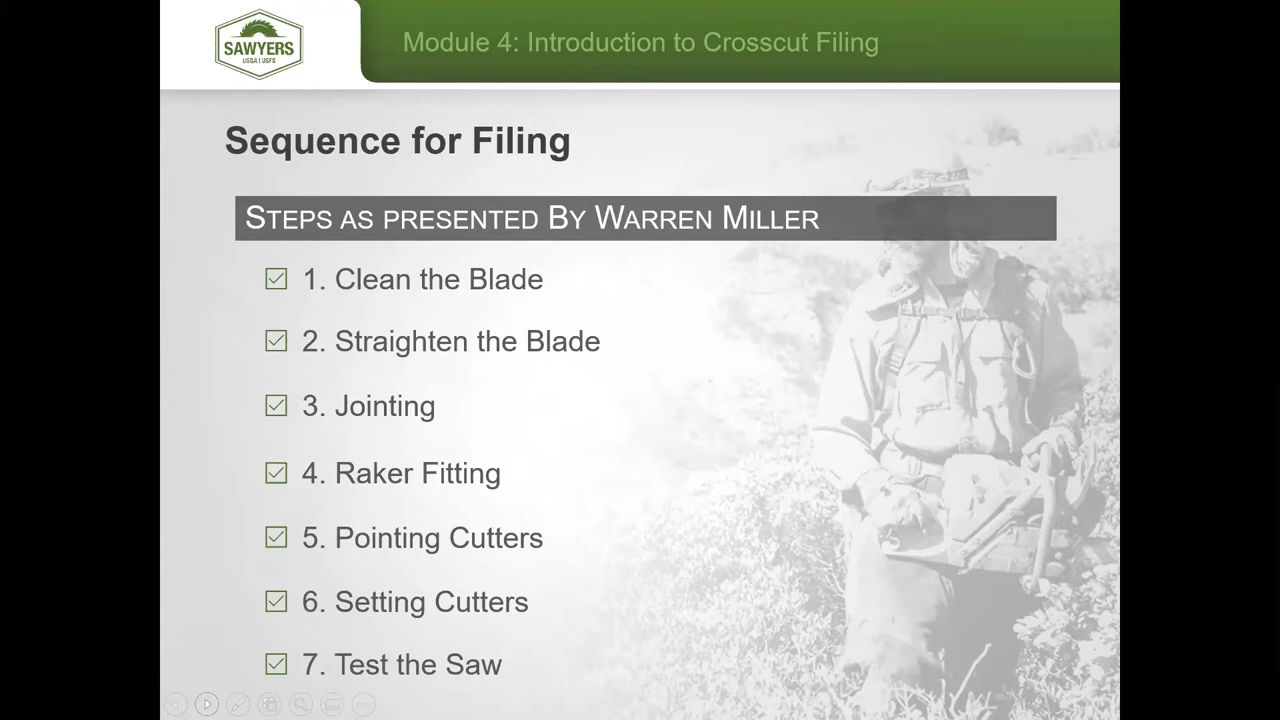 SAWYERS
USDA | USFS
Module 4: Introduction to Crosscut Filing
Sequence for Filing
STEPS AS PRESENTED BY WARREN MILLER
1. Clean the Blade
2. Straighten the Blade
3. Jointing
4. Raker Fitting
5. Pointing Cutters
6. Setting Cutters
7. Test the Saw